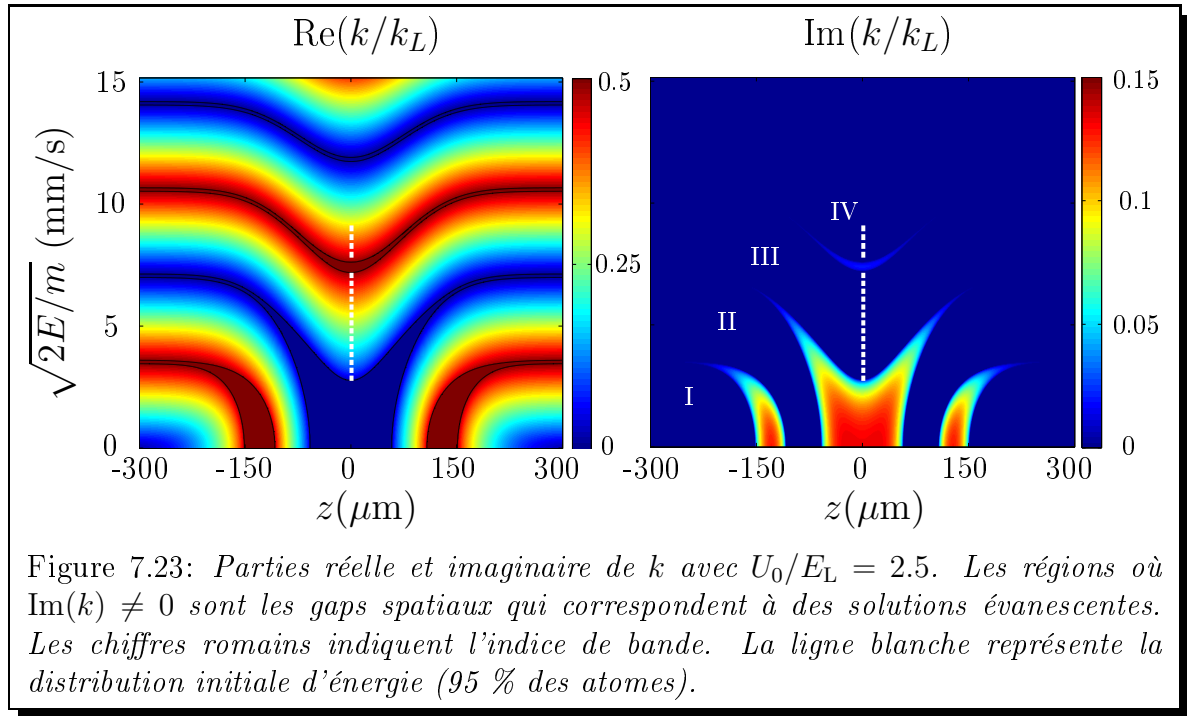 Re(k/k_L) Im(k/k_L)
15 0.5 0.15
√2E/m (mm/s)
10 0.25 0.1
5 0.05
0 0 0
IV
III
II
I
-300 -150 0 150 300 -300 -150 0 150 300
z(μm) z(μm)
Figure 7.23: Parties réelle et imaginaire de k avec U₀/E_L = 2.5. Les régions où
Im(k) ≠ 0 sont les gaps spatiaux qui correspondent à des solutions évanescentes.
Les chiffres romains indiquent l'indice de bande. La ligne blanche représente la
distribution initiale d'énergie (95 % des atomes).